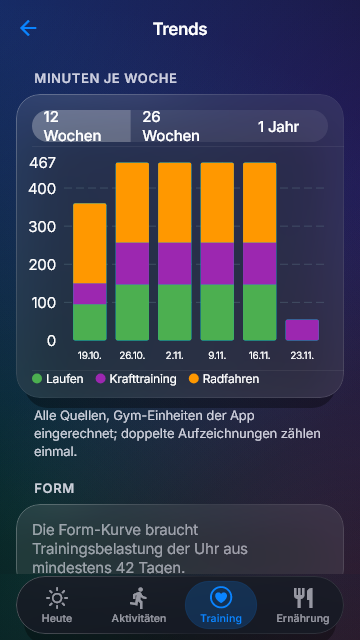 Trends
MINUTEN JE WOCHE
12 Wochen
26 Wochen
1 Jahr
467
400
300
200
100
0
19.10. 26.10. 2.11. 9.11. 16.11. 23.11.
Laufen Krafttraining Radfahren
Alle Quellen, Gym-Einheiten der App
eingerechnet; doppelte Aufzeichnungen zählen
einmal.
FORM
Die Form-Kurve braucht
Trainingsbelastung der Uhr aus
mindestens 42 Tagen.
Heute Aktivitäten Training Ernährung